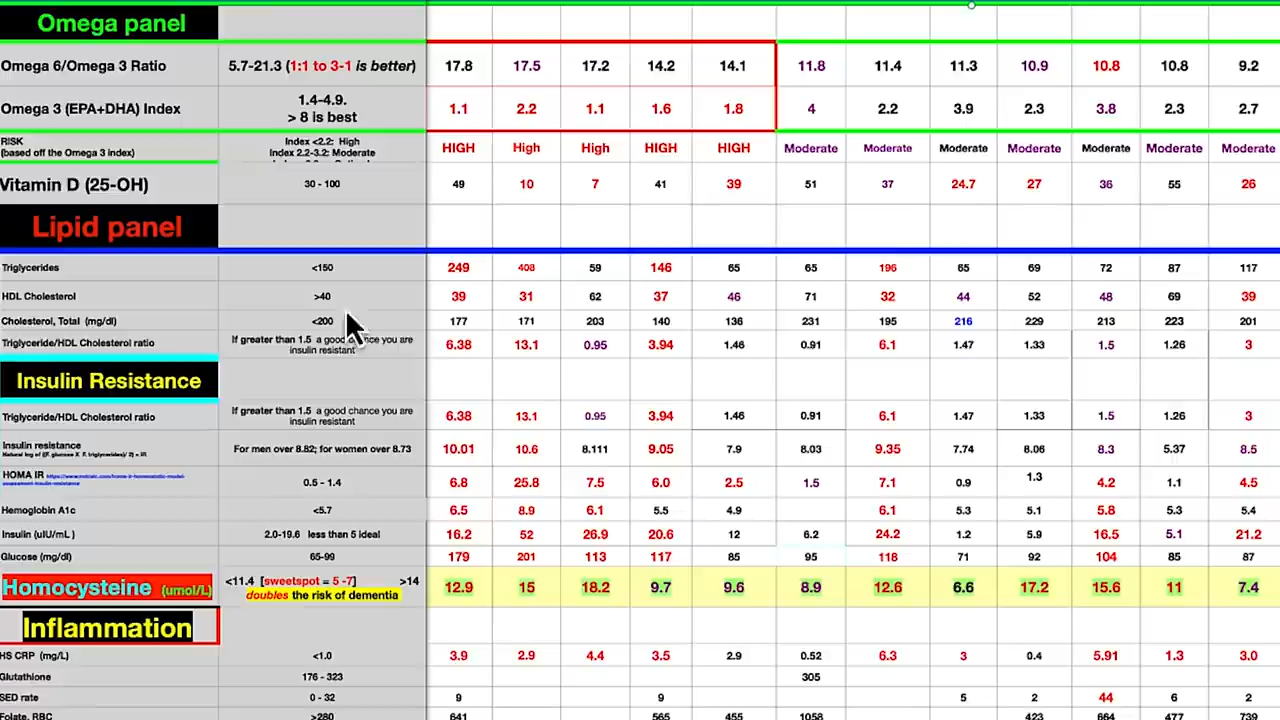 Omega panel
Omega 6/Omega 3 Ratio 5.7-21.3 (1:1 to 3-1 is better) 17.8 17.5 17.2 14.2 14.1 11.8 11.4 11.3 10.9 10.8 10.8 9.2
Omega 3 (EPA+DHA) Index 1.4-4.9. > 8 is best 1.1 2.2 1.1 1.6 1.8 4 2.2 3.9 2.3 3.8 2.3 2.7
RISK (based off the Omega 3 index) Index <2.2: High Index 2.2-3.2: Moderate HIGH High High HIGH HIGH Moderate Moderate Moderate Moderate Moderate Moderate Moderate
Vitamin D (25-OH) 30 - 100 49 10 7 41 39 51 37 24.7 27 36 55 26
Lipid panel
Triglycerides <150 249 408 59 146 65 65 196 65 69 72 87 117
HDL Cholesterol >40 39 31 62 37 46 71 32 44 52 48 69 39
Cholesterol, Total (mg/dl) <200 177 171 203 140 136 231 195 216 229 213 223 201
Triglyceride/HDL Cholesterol ratio If greater than 1.5 a good chance you are insulin resistant 6.38 13.1 0.95 3.94 1.46 0.91 6.1 1.47 1.33 1.5 1.26 3
Insulin Resistance
Triglyceride/HDL Cholesterol ratio If greater than 1.5 a good chance you are insulin resistant 6.38 13.1 0.95 3.94 1.46 0.91 6.1 1.47 1.33 1.5 1.26 3
Insulin resistance For men over 8.82; for women over 8.73 10.01 10.6 8.111 9.05 7.9 8.03 9.35 7.74 8.06 8.3 5.37 8.5
HOMA IR 0.5 - 1.4 6.8 25.8 7.5 6.0 2.5 1.5 7.1 0.9 1.3 4.2 1.1 4.5
Hemoglobin A1c <5.7 6.5 8.9 6.1 5.5 4.9 6.1 5.3 5.1 5.8 5.3 5.4
Insulin (uIU/mL ) 2.0-19.6 less than 5 ideal 16.2 52 26.9 20.6 12 6.2 24.2 1.2 5.9 16.5 5.1 21.2
Glucose (mg/dl) 65-99 179 201 113 117 85 95 118 71 92 104 85 87
Homocysteine (umol/L) <11.4 [sweetspot = 5 -7] >14 doubles the risk of dementia 12.9 15 18.2 9.7 9.6 8.9 12.6 6.6 17.2 15.6 11 7.4
Inflammation
HS CRP (mg/L) <1.0 3.9 2.9 4.4 3.5 2.9 0.52 6.3 3 0.4 5.91 1.3 3.0
Glutathione 176 - 323 305
SED rate 0 - 32 9 9 5 2 44 6 2
Folate, RBC >280 641 565 455 1058 423 664 477 739